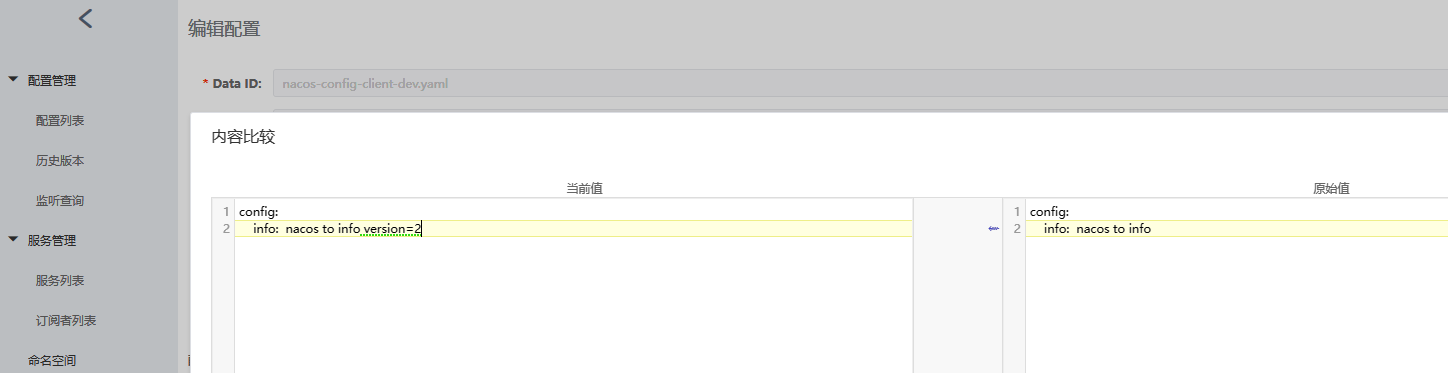 编辑配置
配置管理
* Data ID: nacos-config-client-dev.yaml
配置列表
历史版本
监听查询
服务管理
服务列表
订阅者列表
命名空间
内容比较
当前值
1 config:
2 info: nacos to info version=2
原始值
1 config:
2 info: nacos to info